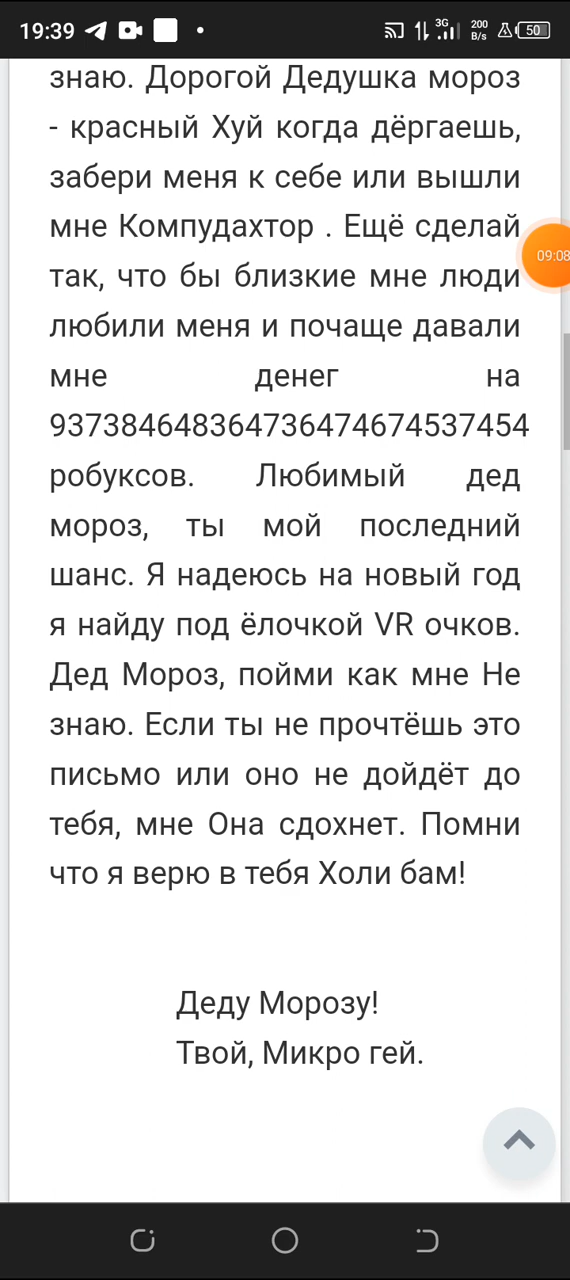 19:39
3G
200
B/s
50
знаю. Дорогой Дедушка мороз
- красный Хуй когда дёргаешь,
забери меня к себе или вышли
мне Компудахтор . Ещё сделай
09:08
так, что бы близкие мне люди
любили меня и почаще давали
мне денег на
937384648364736474674537454
робуксов. Любимый дед
мороз, ты мой последний
шанс. Я надеюсь на новый год
я найду под ёлочкой VR очков.
Дед Мороз, пойми как мне Не
знаю. Если ты не прочтёшь это
письмо или оно не дойдёт до
тебя, мне Она сдохнет. Помни
что я верю в тебя Холи бам!
Деду Морозу!
Твой, Микро гей.